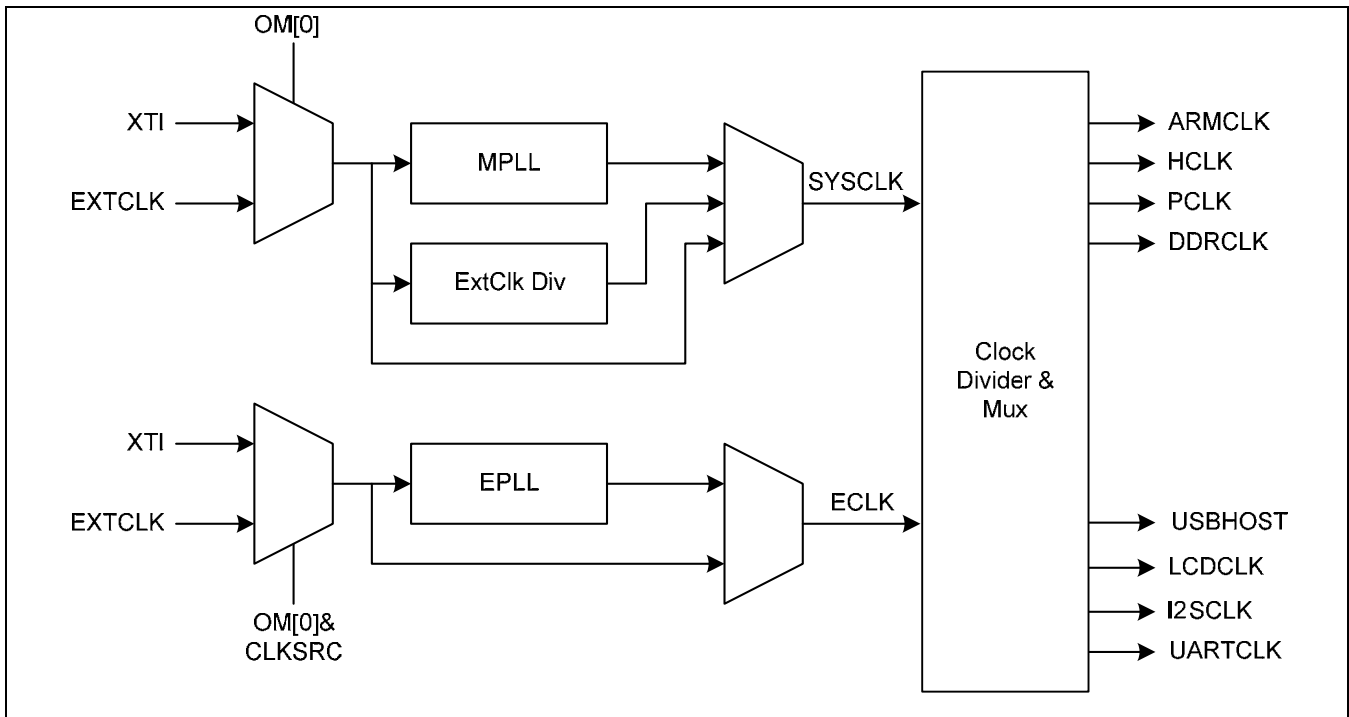 OM[0]
XTI
EXTCLK
MPLL
ExtClk Div
SYSCLK
ARMCLK
HCLK
PCLK
DDRCLK
Clock
Divider &
Mux
XTI
EXTCLK
EPLL
ECLK
OM[0]&
CLKSRC
USBHOST
LCDCLK
I2SCLK
UARTCLK